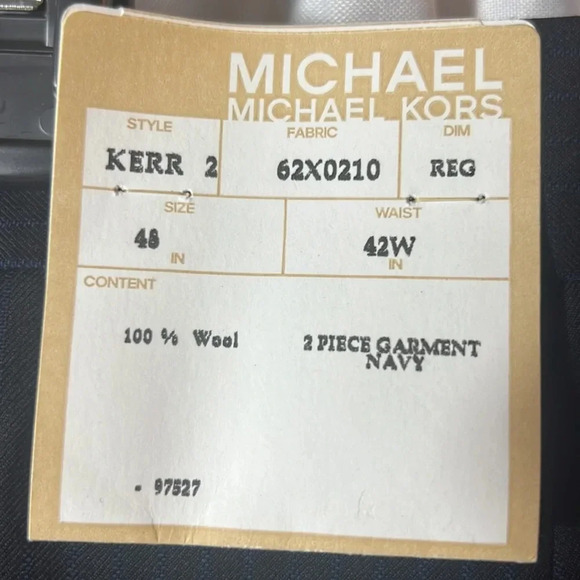 MICHAEL
MICHAEL KORS
STYLE FABRIC DIM
KERR 2 62X0210 REG
SIZE WAIST
48 42W
IN IN
CONTENT
100 % Wool 2 PIECE GARMENT
NAVY
- 97527